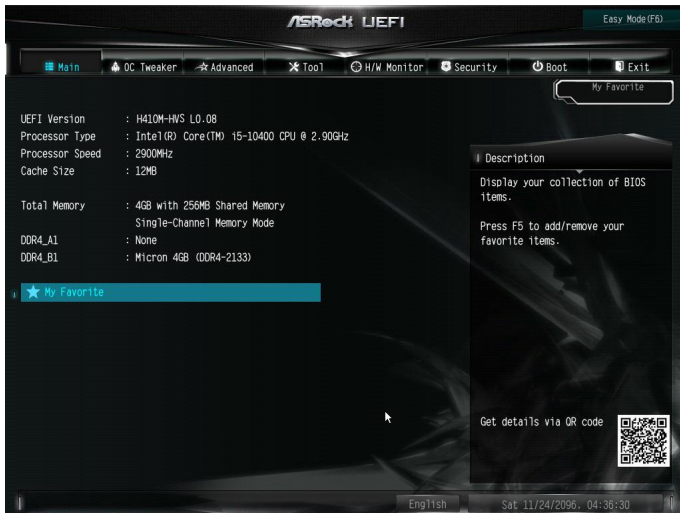 ASRock UEFI
Easy Mode(F6)
Main
OC Tweaker
Advanced
Tool
H/W Monitor
Security
Boot
Exit
My Favorite
UEFI Version : H410M-HVS L0.08
Processor Type : Intel(R) Core(TM) i5-10400 CPU @ 2.90GHz
Processor Speed : 2900MHz
Cache Size : 12MB
Total Memory : 4GB with 256MB Shared Memory
Single-Channel Memory Mode
DDR4_A1 : None
DDR4_B1 : Micron 4GB (DDR4-2133)
My Favorite
Description
Display your collection of BIOS
items.
Press F5 to add/remove your
favorite items.
Get details via QR code
English
Sat 11/24/2096. 04:36:30